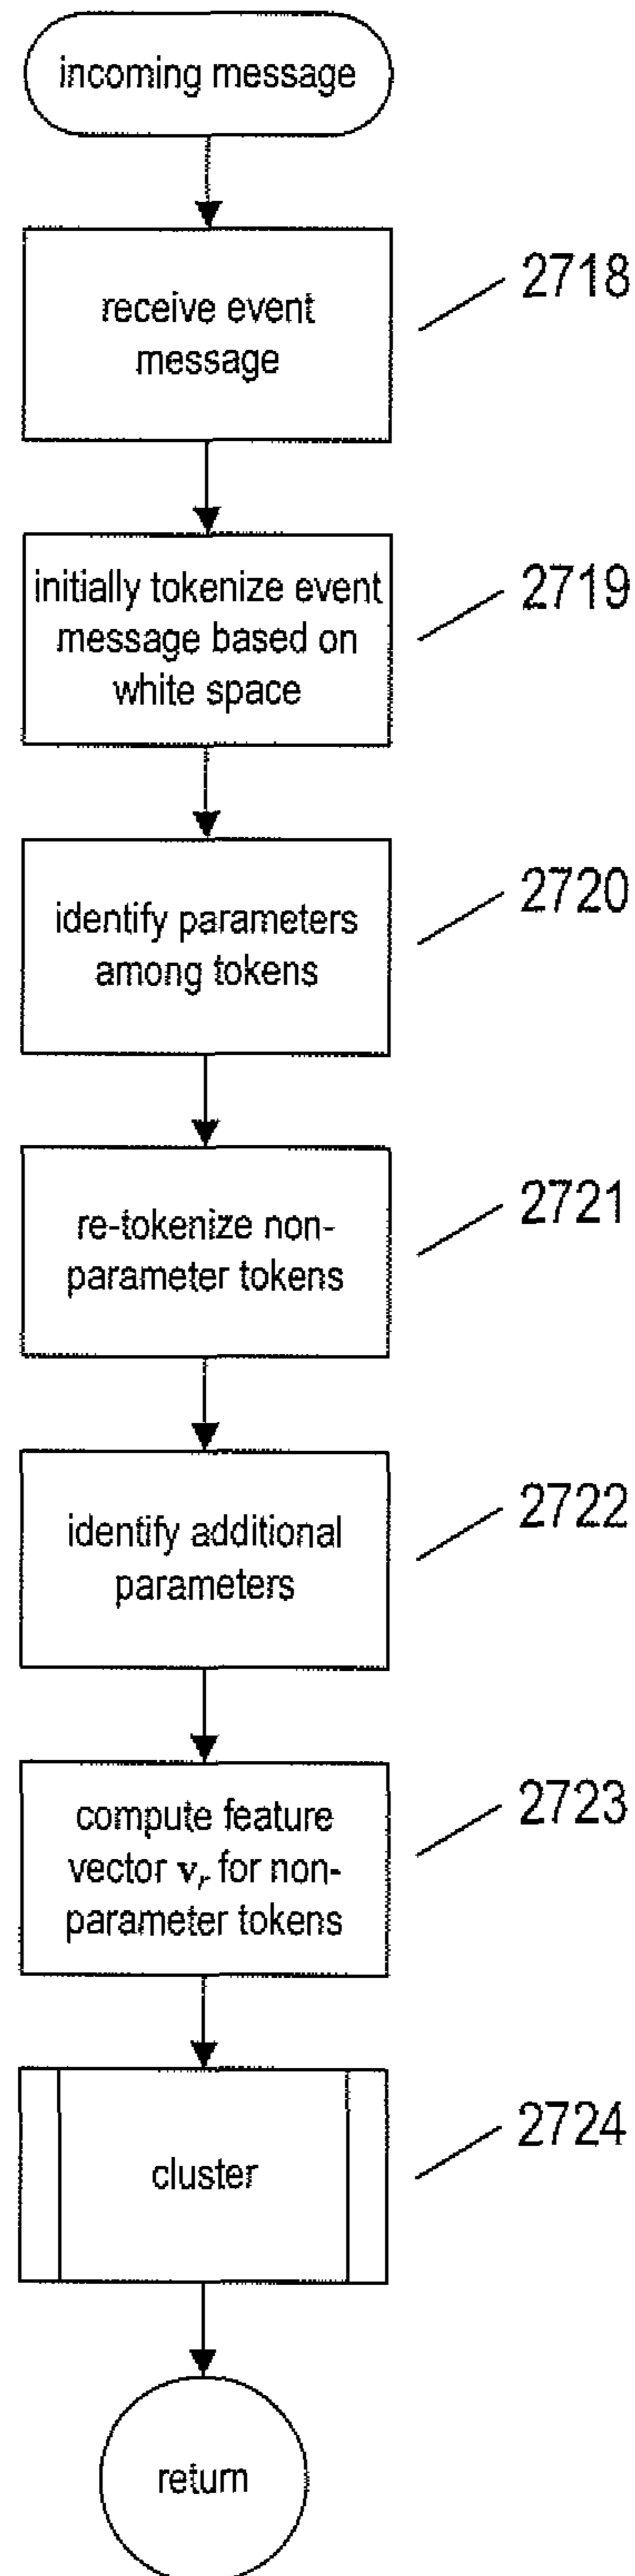 incoming message
receive event
message
2718
initially tokenize event
message based on
white space
2719
identify parameters
among tokens
2720
re-tokenize non-
parameter tokens
2721
identify additional
parameters
2722
compute feature
vector vᵣ for non-
parameter tokens
2723
cluster
2724
return